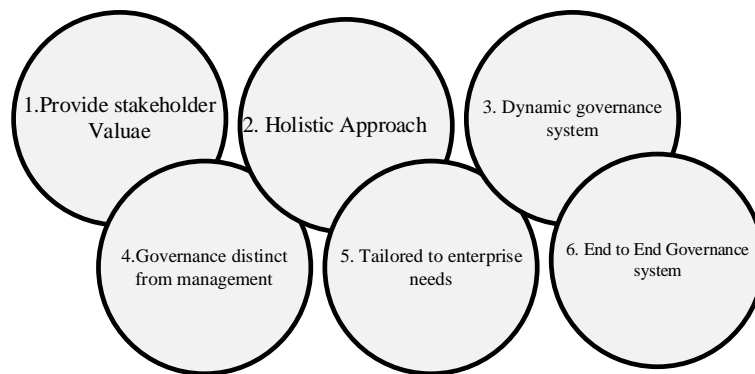 1.Provide stakeholder
Valuae
2. Holistic Approach
3. Dynamic governance
system
4.Governance distinct
from management
5. Tailored to enterprise
needs
6. End to End Governance
system